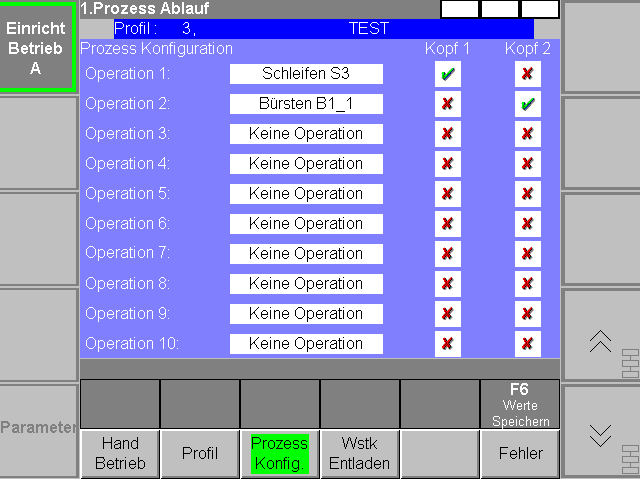 1.Prozess Ablauf
Einricht
Betrieb
A
Profil : 3, TEST
Prozess Konfiguration Kopf 1 Kopf 2
Operation 1: Schleifen S3
Operation 2: Bürsten B1_1
Operation 3: Keine Operation
Operation 4: Keine Operation
Operation 5: Keine Operation
Operation 6: Keine Operation
Operation 7: Keine Operation
Operation 8: Keine Operation
Operation 9: Keine Operation
Operation 10: Keine Operation
F6
Werte
Speichern
Parameter
Hand
Betrieb
Profil
Prozess
Konfig.
Wstk
Entladen
Fehler